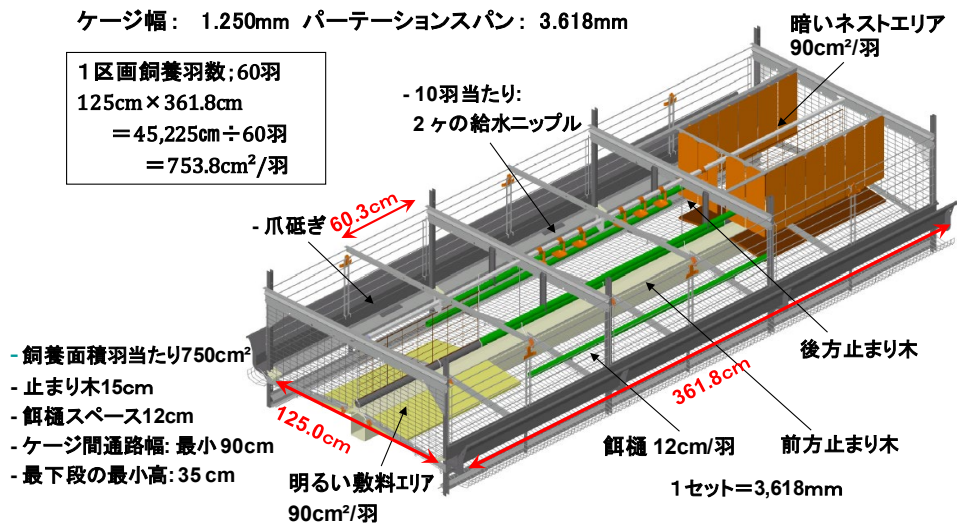 ケージ幅： 1.250mm パーテーションスパン： 3.618mm
１区画飼養羽数；60羽
125cm×361.8cm
＝45,225㎝÷60羽
＝753.8cm²/羽
- 10羽当たり:
２ヶの給水ニップル
暗いネストエリア
90cm²/羽
60.3cm
- 爪砥ぎ
- 飼養面積羽当たり750cm²
- 止まり木15cm
- 餌樋スペース12cm
- ケージ間通路幅: 最小 90cm
- 最下段の最小高: 35 cm
125.0cm
361.8cm
後方止まり木
前方止まり木
餌樋 12cm/羽
明るい敷料エリア
90cm²/羽
１セット＝3,618mm